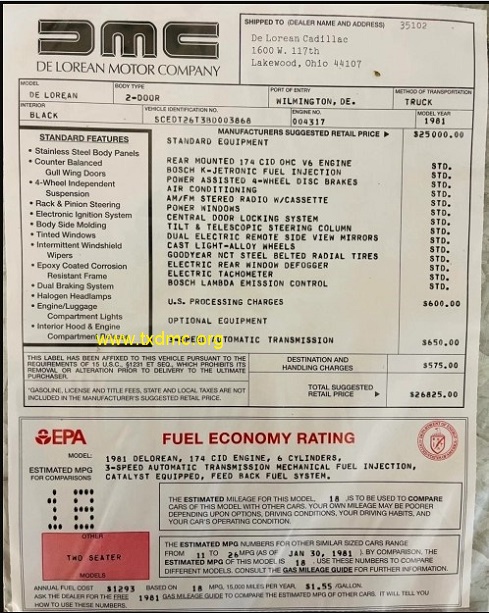 dmc
DE LOREAN MOTOR COMPANY
SHIPPED TO (DEALER NAME AND ADDRESS)
35102
De Lorean Cadillac
1600 W. 117th
Lakewood, Ohio 44107
MODEL
DE LOREAN
BODY TYPE
2-DOOR
PORT OF ENTRY
WILMINGTON, DE.
METHOD OF TRANSPORTATION
TRUCK
INTERIOR
BLACK
VEHICLE IDENTIFICATION NO.
SCEDT26T3BD003868
ENGINE NO.
004317
MODEL YEAR
1981
MANUFACTURERS SUGGESTED RETAIL PRICE ▶ $25000.00
STANDARD FEATURES
• Stainless Steel Body Panels
• Counter Balanced
Gull Wing Doors
• 4-Wheel Independent
Suspension
• Rack & Pinion Steering
• Electronic Ignition System
• Body Side Molding
• Tinted Windows
• Intermittent Windshield
Wipers
• Epoxy Coated Corrosion
Resistant Frame
• Dual Braking System
• Halogen Headlamps
• Engine/Luggage
Compartment Lights
• Interior Hood & Engine
STANDARD EQUIPMENT
REAR MOUNTED 174 CID OHC V6 ENGINE STD.
BOSCH K-JETRONIC FUEL INJECTION STD.
POWER ASSISTED 4-WHEEL DISC BRAKES STD.
AIR CONDITIONING STD.
AM/FM STEREO RADIO W/CASSETTE STD.
POWER WINDOWS STD.
CENTRAL DOOR LOCKING SYSTEM STD.
TILT & TELESCOPIC STEERING COLUMN STD.
DUAL ELECTRIC REMOTE SIDE VIEW MIRRORS STD.
CAST LIGHT-ALLOY WHEELS STD.
GOODYEAR NCT STEEL BELTED RADIAL TIRES STD.
ELECTRIC REAR WINDOW DEFOGGER STD.
ELECTRIC TACHOMETER STD.
BOSCH LAMBDA EMISSION CONTROL STD.
U.S. PROCESSING CHARGES $600.00
OPTIONAL EQUIPMENT
AUTOMATIC TRANSMISSION $650.00
www.txdmc.org
THIS LABEL HAS BEEN AFFIXED TO THIS VEHICLE PURSUANT TO THE
REQUIREMENTS OF 15 U.S.C., §1231 ET SEQ., WHICH PROHIBITS ITS
REMOVAL OR ALTERATION PRIOR TO DELIVERY TO THE ULTIMATE
PURCHASER.
DESTINATION AND
HANDLING CHARGES
$575.00
*GASOLINE, LICENSE AND TITLE FEES, STATE AND LOCAL TAXES ARE NOT
INCLUDED IN THE MANUFACTURER'S SUGGESTED RETAIL PRICE.
TOTAL SUGGESTED
RETAIL PRICE ▶
$26825.00
EPA
FUEL ECONOMY RATING
MODEL: 1981 DELOREAN, 174 CID ENGINE, 6 CYLINDERS,
3-SPEED AUTOMATIC TRANSMISSION MECHANICAL FUEL INJECTION,
CATALYST EQUIPPED, FEED BACK FUEL SYSTEM.
ESTIMATED MPG
FOR COMPARISONS
18
THE ESTIMATED MILEAGE FOR THIS MODEL, 18 IS TO BE USED TO COMPARE
CARS OF THIS MODEL WITH OTHER CARS. YOUR OWN MILEAGE MAY BE POORER
DEPENDING UPON OPTIONS, DRIVING CONDITIONS, YOUR DRIVING HABITS, AND
YOUR CAR'S OPERATING CONDITION.
OTHER
TWO SEATER
MODELS
THE ESTIMATED MPG NUMBERS FOR OTHER SIMILAR SIZED CARS RANGE
FROM 11 TO 26 MPG (AS OF JAN 30, 1981 ). BY COMPARISON, THE
ESTIMATED MPG OF THIS MODEL IS 18 . USE THESE NUMBERS TO COMPARE
DIFFERENT MODELS. CONSULT THE GAS MILEAGE GUIDE FOR FURTHER INFORMATION.
ANNUAL FUEL COST $1293 BASED ON 18 MPG, 15,000 MILES PER YEAR, $1.55 /GALLON.
ASK THE DEALER FOR THE FREE 1981 GAS MILEAGE GUIDE TO COMPARE THE ESTIMATED MPG OF OTHER CARS. IT WILL TELL YOU
HOW TO USE THESE NUMBERS.